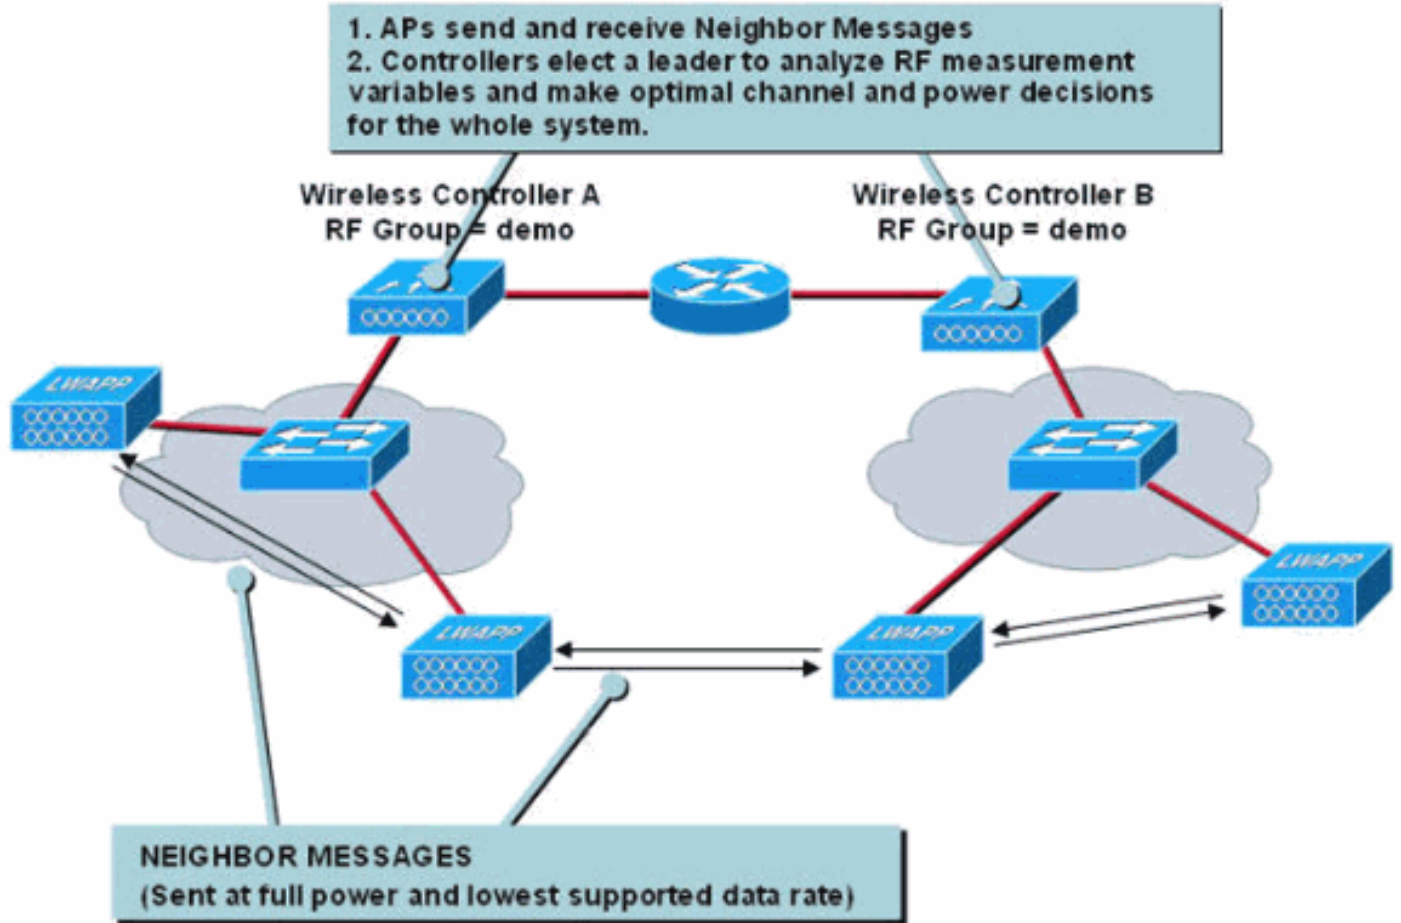 1. APs send and receive Neighbor Messages
2. Controllers elect a leader to analyze RF measurement
variables and make optimal channel and power decisions
for the whole system.
Wireless Controller A
RF Group = demo
Wireless Controller B
RF Group = demo
LWAPP
LWAPP
LWAPP
LWAPP
NEIGHBOR MESSAGES
(Sent at full power and lowest supported data rate)